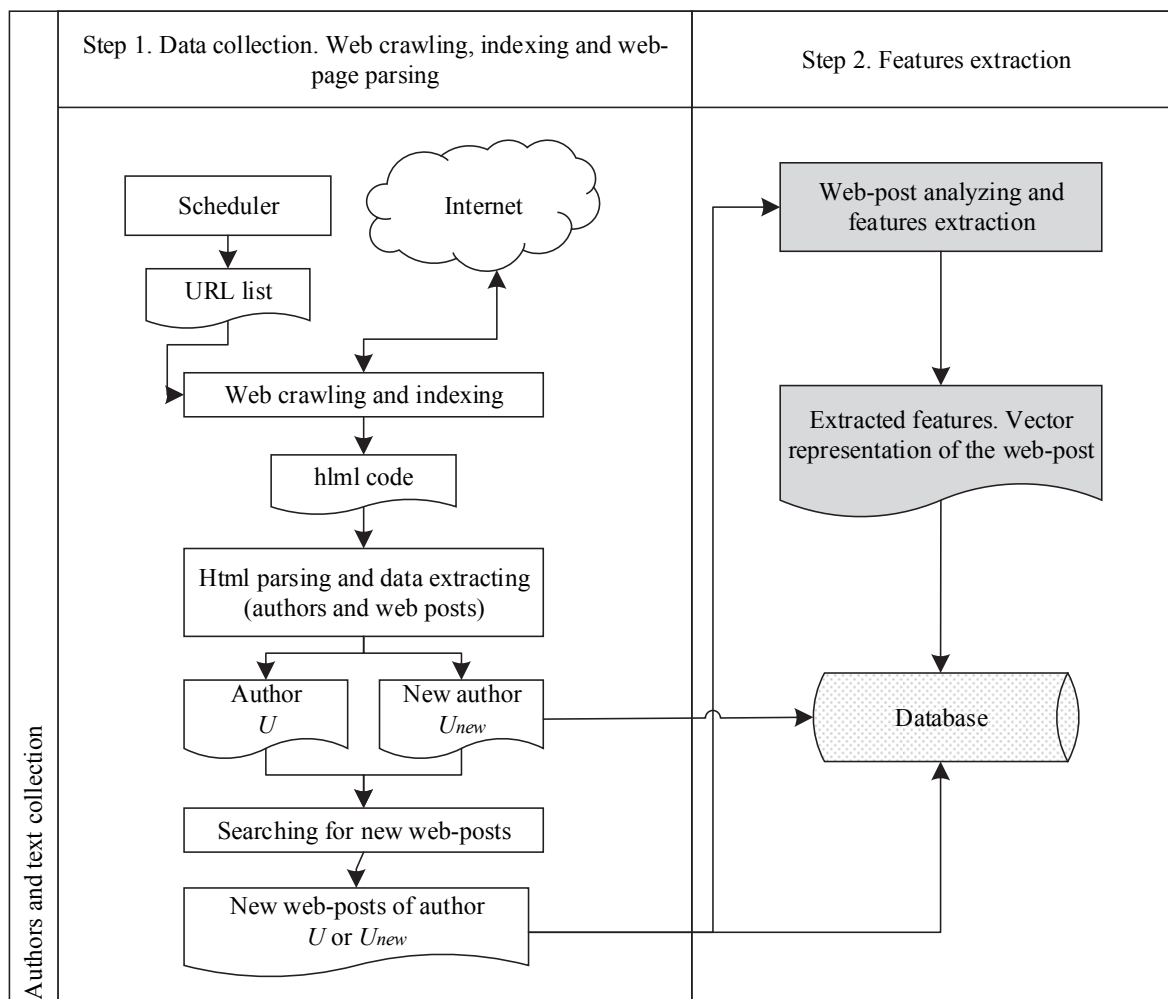 Step 1. Data collection. Web crawling, indexing and web-
page parsing
Step 2. Features extraction
Scheduler
Internet
URL list
Web crawling and indexing
hlml code
Html parsing and data extracting
(authors and web posts)
Author
U
New author
Unew
Searching for new web-posts
New web-posts of author
U or Unew
Web-post analyzing and
features extraction
Extracted features. Vector
representation of the web-post
Database
Authors and text collection